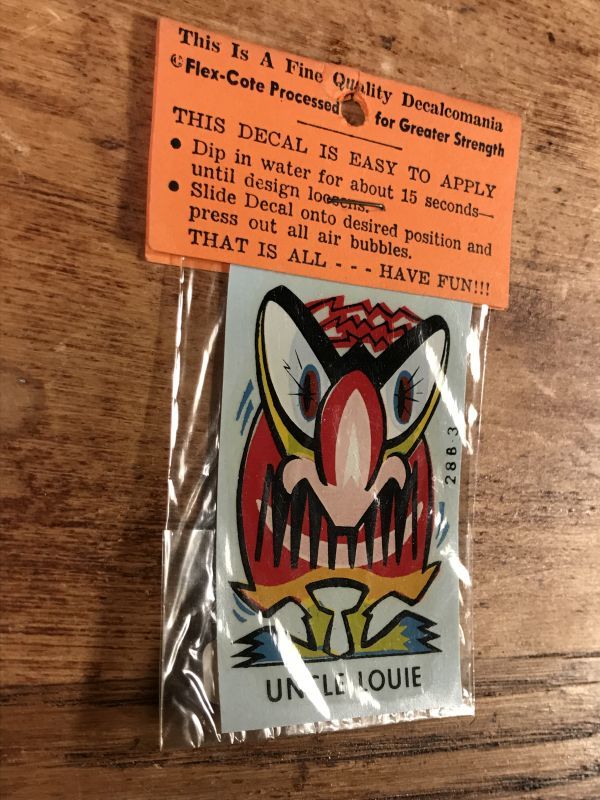 This Is A Fine Quality Decalcomania
©Flex-Cote Processed for Greater Strength
THIS DECAL IS EASY TO APPLY
• Dip in water for about 15 seconds—
until design loosens.
• Slide Decal onto desired position and
press out all air bubbles.
THAT IS ALL - - - HAVE FUN!!!
28B 3
UNCLE LOUIE